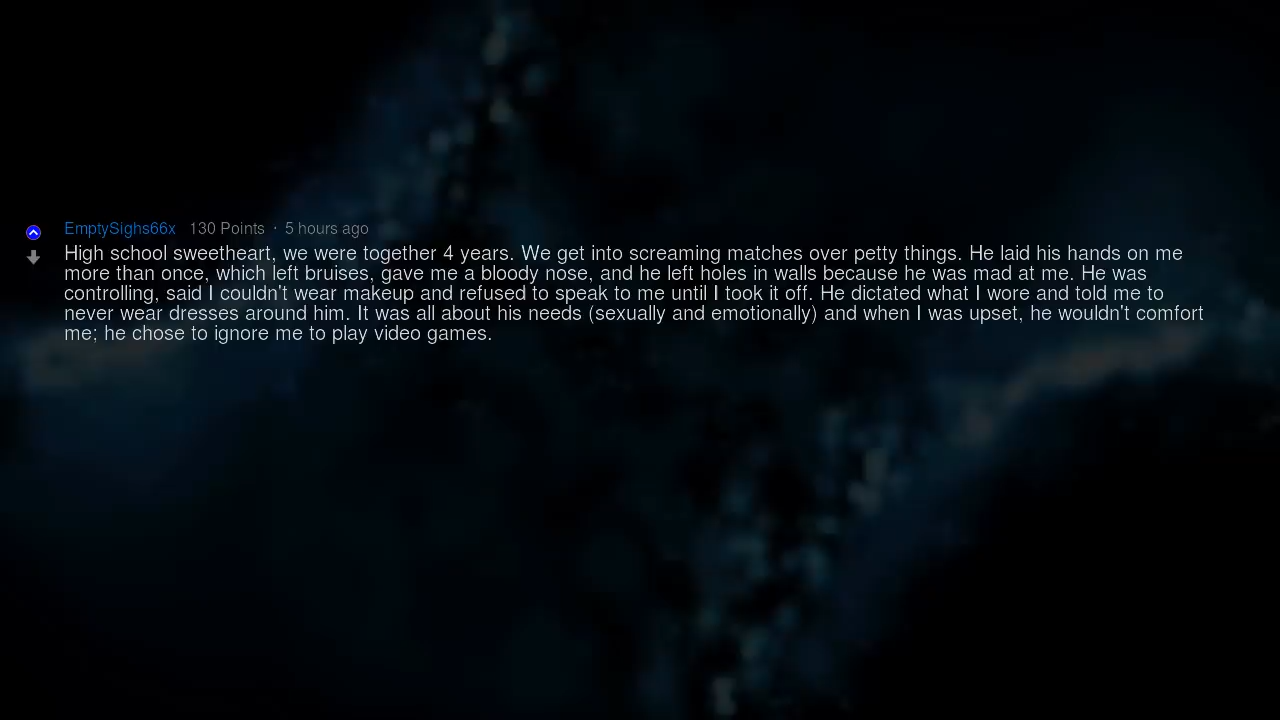 EmptySighs66x 130 Points · 5 hours ago
High school sweetheart, we were together 4 years. We get into screaming matches over petty things. He laid his hands on me
more than once, which left bruises, gave me a bloody nose, and he left holes in walls because he was mad at me. He was
controlling, said I couldn't wear makeup and refused to speak to me until I took it off. He dictated what I wore and told me to
never wear dresses around him. It was all about his needs (sexually and emotionally) and when I was upset, he wouldn't comfort
me; he chose to ignore me to play video games.